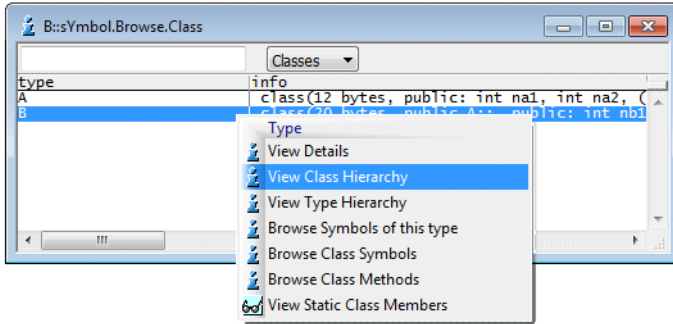 B::sYmbol.Browse.Class
Classes
type info
A class(12 bytes, public: int na1, int na2, (
B class(20 bytes, public A::, public: int nb1
Type
View Details
View Class Hierarchy
View Type Hierarchy
Browse Symbols of this type
Browse Class Symbols
Browse Class Methods
View Static Class Members